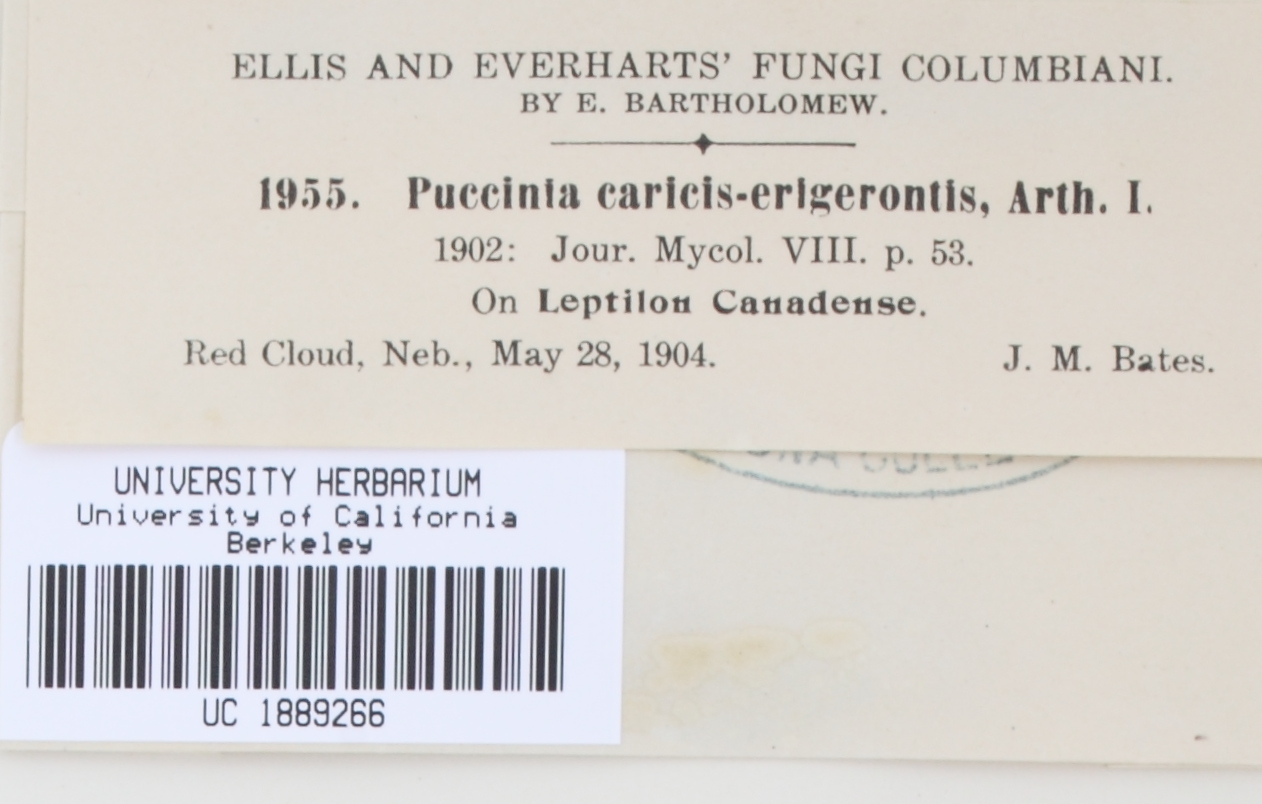 ELLIS AND EVERHARTS' FUNGI COLUMBIANI.
BY E. BARTHOLOMEW.
1955. Puccinia caricis-erigerontis, Arth. I.
1902: Jour. Mycol. VIII. p. 53.
On Leptilon Canadense.
Red Cloud, Neb., May 28, 1904. J. M. Bates.
UNIVERSITY HERBARIUM
University of California
Berkeley
UC 1889266